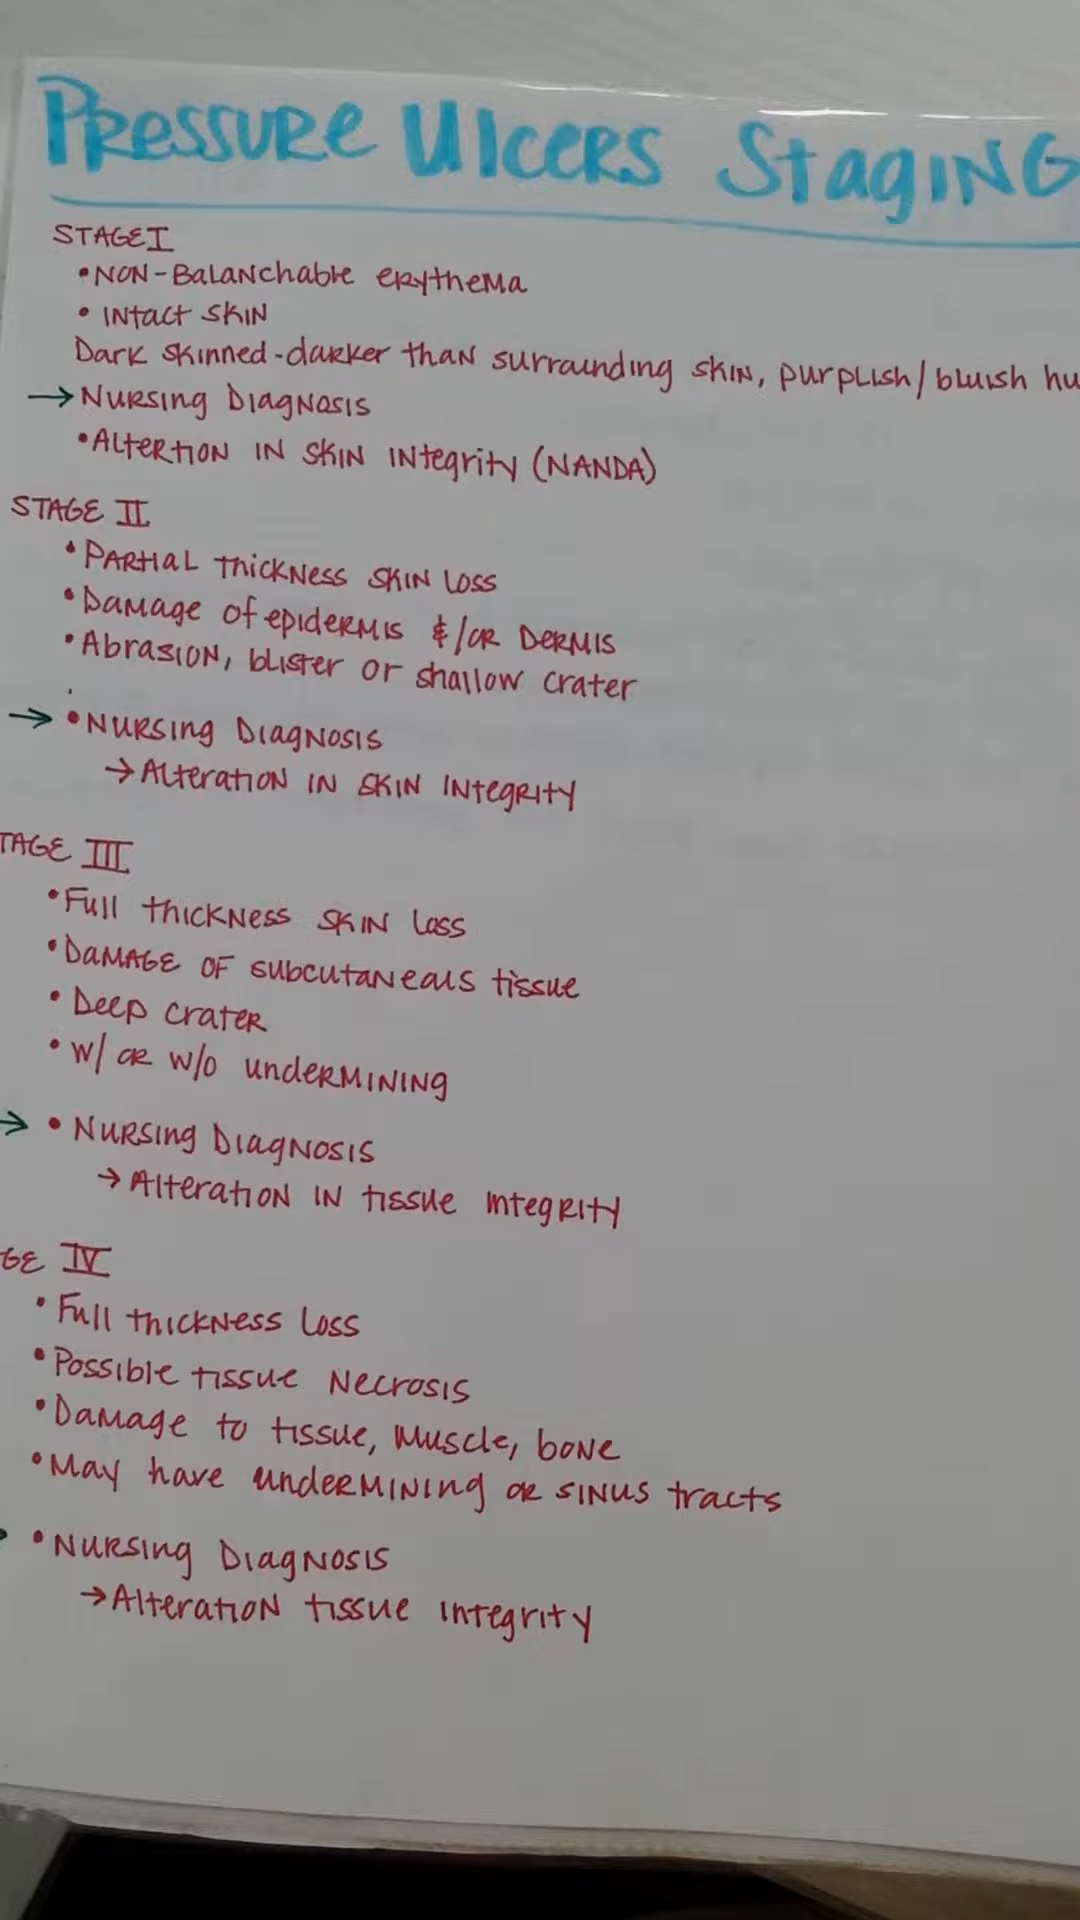 Pressure Ulcers Staging
STAGE I
• Non-Balanchable erythema
• Intact skin
Dark skinned-darker than surrounding skin, purplish/bluish hu
→ Nursing Diagnosis
• Altertion in skin integrity (NANDA)
STAGE II
• Partial thickness skin loss
• Damage of epidermis &/or Dermis
• Abrasion, blister or shallow crater
→ • Nursing Diagnosis
→ Alteration in skin integrity
TAGE III
• Full thickness skin loss
• Damage of subcutaneous tissue
• Deep crater
• w/ or w/o undermining
→ • Nursing Diagnosis
→ Alteration in tissue integrity
GE IV
• Full thickness loss
• Possible tissue necrosis
• Damage to tissue, muscle, bone
• May have undermining or sinus tracts
• Nursing Diagnosis
→ Alteration tissue integrity